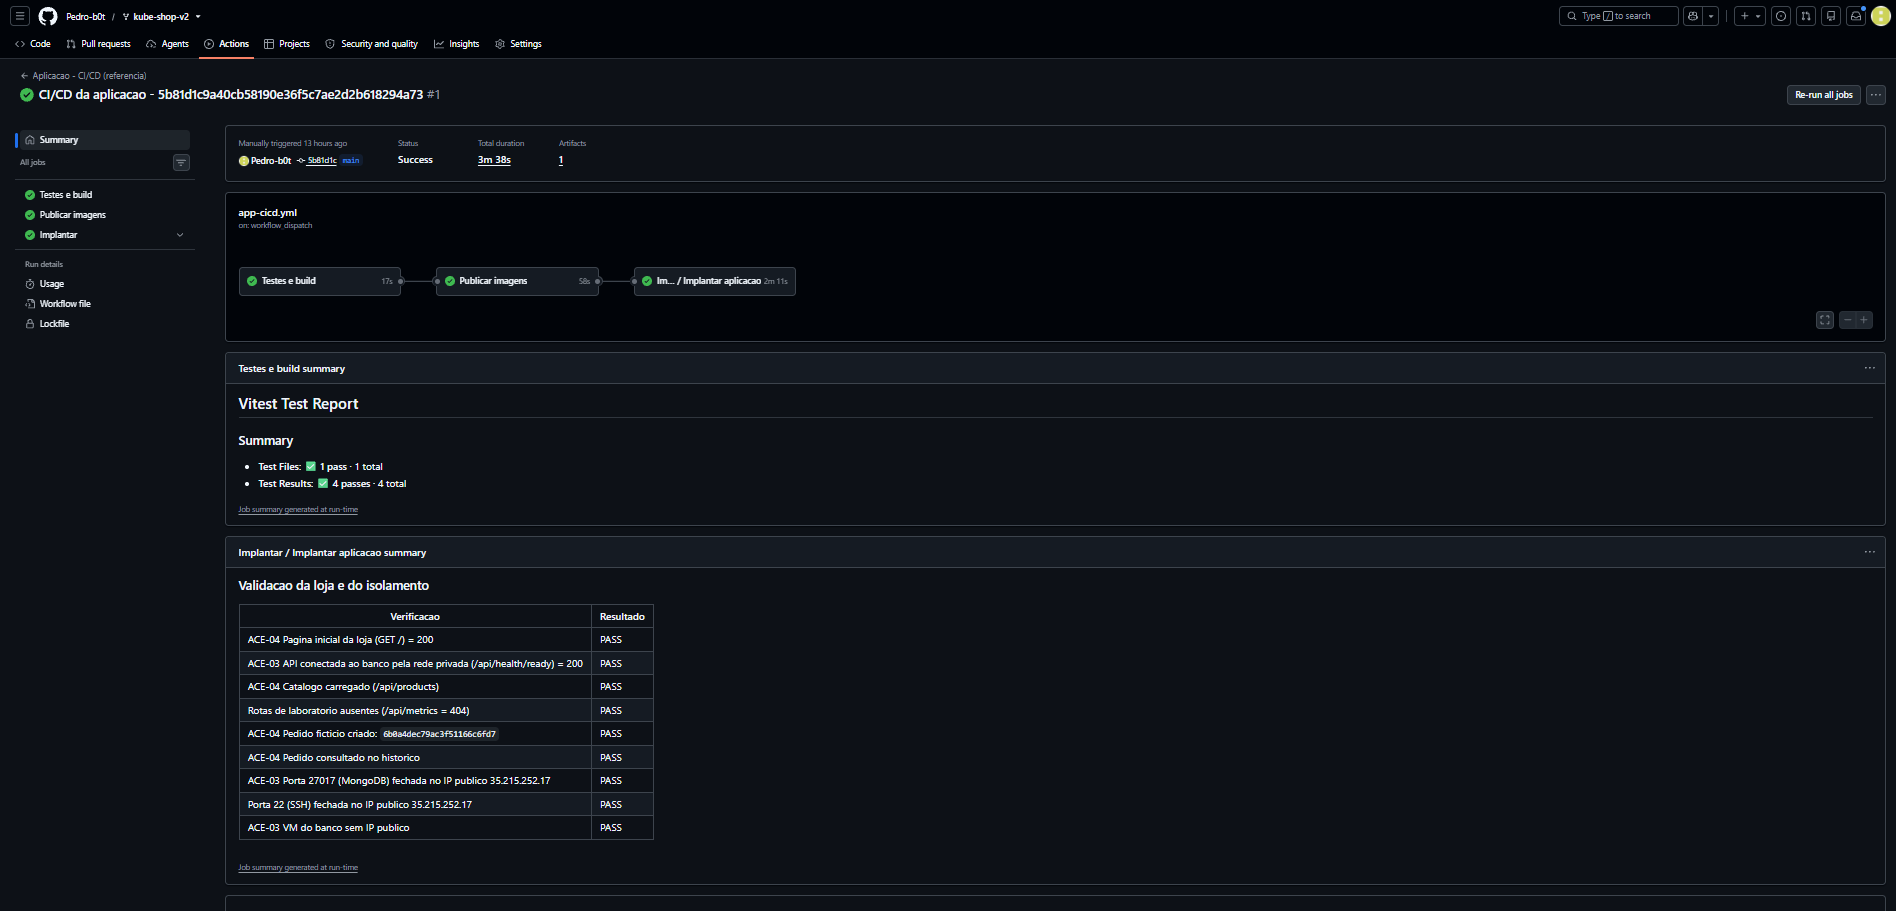 Pedro-b0t / kube-shop-v2
Type / to search
Code
Pull requests
Agents
Actions
Projects
Security and quality
Insights
Settings
Aplicacao - CI/CD (referencia)
CI/CD da aplicacao - 5b81d1c9a40cb58190e36f5c7ae2d2b618294a73 #1
Re-run all jobs
Summary
All jobs
Testes e build
Publicar imagens
Implantar
Run details
Usage
Workflow file
Lockfile
Manually triggered 13 hours ago
Pedro-b0t 5b81d1c main
Status
Success
Total duration
3m 38s
Artifacts
1
app-cicd.yml
on: workflow_dispatch
Testes e build 17s
Publicar imagens 58s
Im... / Implantar aplicacao 2m 11s
Testes e build summary
Vitest Test Report
Summary
Test Files: ✅ 1 pass · 1 total
Test Results: ✅ 4 passes · 4 total
Job summary generated at run-time
Implantar / Implantar aplicacao summary
Validacao da loja e do isolamento
Verificacao Resultado
ACE-04 Pagina inicial da loja (GET /) = 200 PASS
ACE-03 API conectada ao banco pela rede privada (/api/health/ready) = 200 PASS
ACE-04 Catalogo carregado (/api/products) PASS
Rotas de laboratorio ausentes (/api/metrics = 404) PASS
ACE-04 Pedido ficticio criado: 6b0a4dec79ac3f51166c6fd7 PASS
ACE-04 Pedido consultado no historico PASS
ACE-03 Porta 27017 (MongoDB) fechada no IP publico 35.215.252.17 PASS
Porta 22 (SSH) fechada no IP publico 35.215.252.17 PASS
ACE-03 VM do banco sem IP publico PASS
Job summary generated at run-time